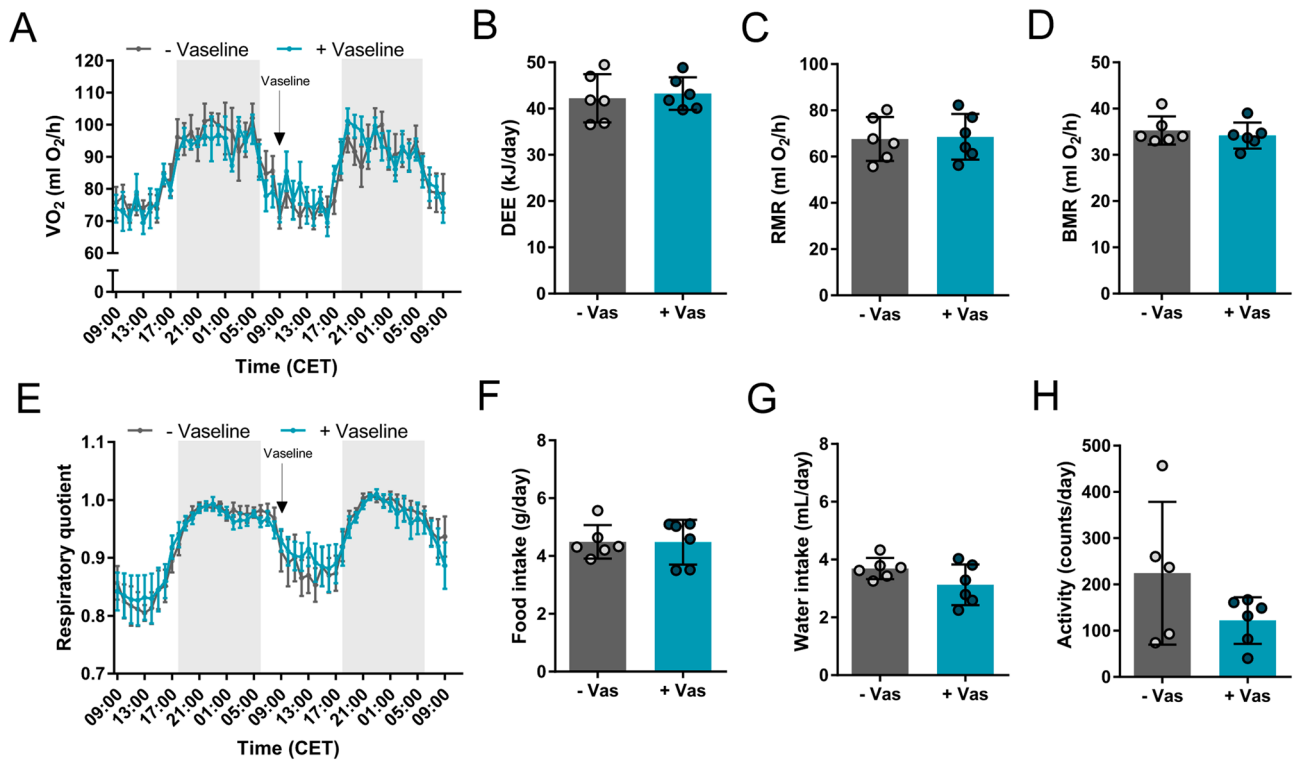 A
- Vaseline + Vaseline
Vaseline
VO2 (ml O2/h)
120
100
90
80
70
60
0
09:00 13:00 17:00 21:00 01:00 05:00 09:00 13:00 17:00 21:00 01:00 05:00 09:00
Time (CET)
B
DEE (kJ/day)
50
40
30
20
10
0
- Vas + Vas
C
RMR (ml O2/h)
100
80
60
40
20
0
- Vas + Vas
D
BMR (ml O2/h)
50
40
30
20
10
0
- Vas + Vas
E
- Vaseline + Vaseline
Vaseline
Respiratory quotient
1.1
1.0
0.9
0.8
0.7
09:00 13:00 17:00 21:00 01:00 05:00 09:00 13:00 17:00 21:00 01:00 05:00 09:00
Time (CET)
F
Food intake (g/day)
8
6
4
2
0
- Vas + Vas
G
Water intake (mL/day)
8
6
4
2
0
- Vas + Vas
H
Activity (counts/day)
500
400
300
200
100
0
- Vas + Vas